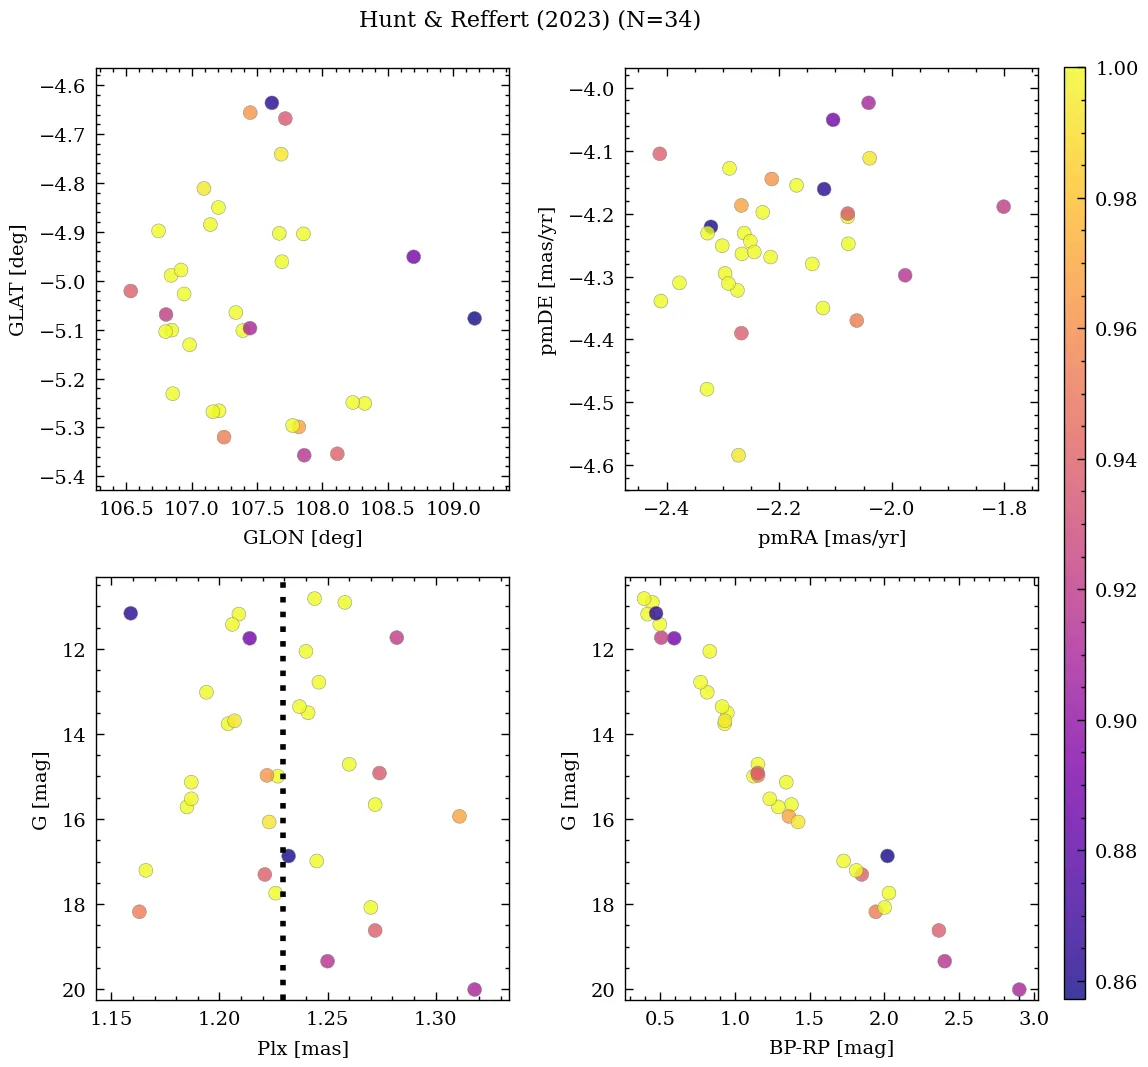 Hunt & Reffert (2023) (N=34)
−4.6
−4.7
−4.8
−4.9
−5.0
−5.1
−5.2
−5.3
−5.4
GLAT [deg]
106.5 107.0 107.5 108.0 108.5 109.0
GLON [deg]
−4.0
−4.1
−4.2
−4.3
−4.4
−4.5
−4.6
pmDE [mas/yr]
−2.4 −2.2 −2.0 −1.8
pmRA [mas/yr]
12
14
16
18
20
G [mag]
1.15 1.20 1.25 1.30
Plx [mas]
12
14
16
18
20
G [mag]
0.5 1.0 1.5 2.0 2.5 3.0
BP-RP [mag]
1.00
0.98
0.96
0.94
0.92
0.90
0.88
0.86